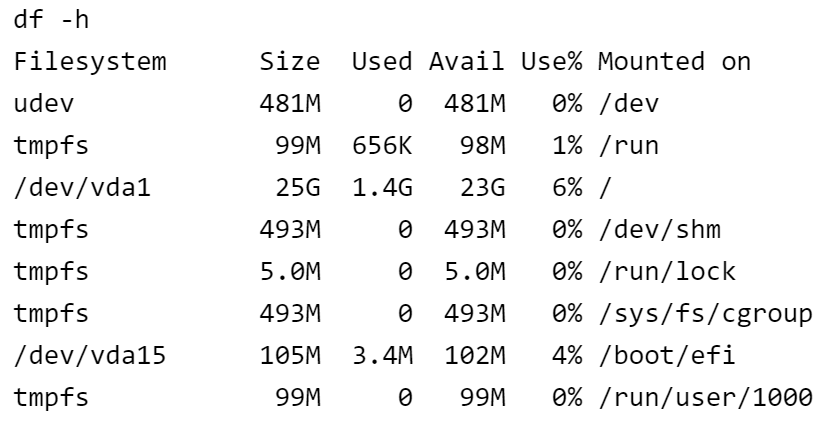 df -h
Filesystem      Size  Used Avail Use% Mounted on
udev            481M     0  481M   0% /dev
tmpfs            99M  656K   98M   1% /run
/dev/vda1        25G  1.4G   23G   6% /
tmpfs           493M     0  493M   0% /dev/shm
tmpfs           5.0M     0  5.0M   0% /run/lock
tmpfs           493M     0  493M   0% /sys/fs/cgroup
/dev/vda15      105M  3.4M  102M   4% /boot/efi
tmpfs            99M     0   99M   0% /run/user/1000